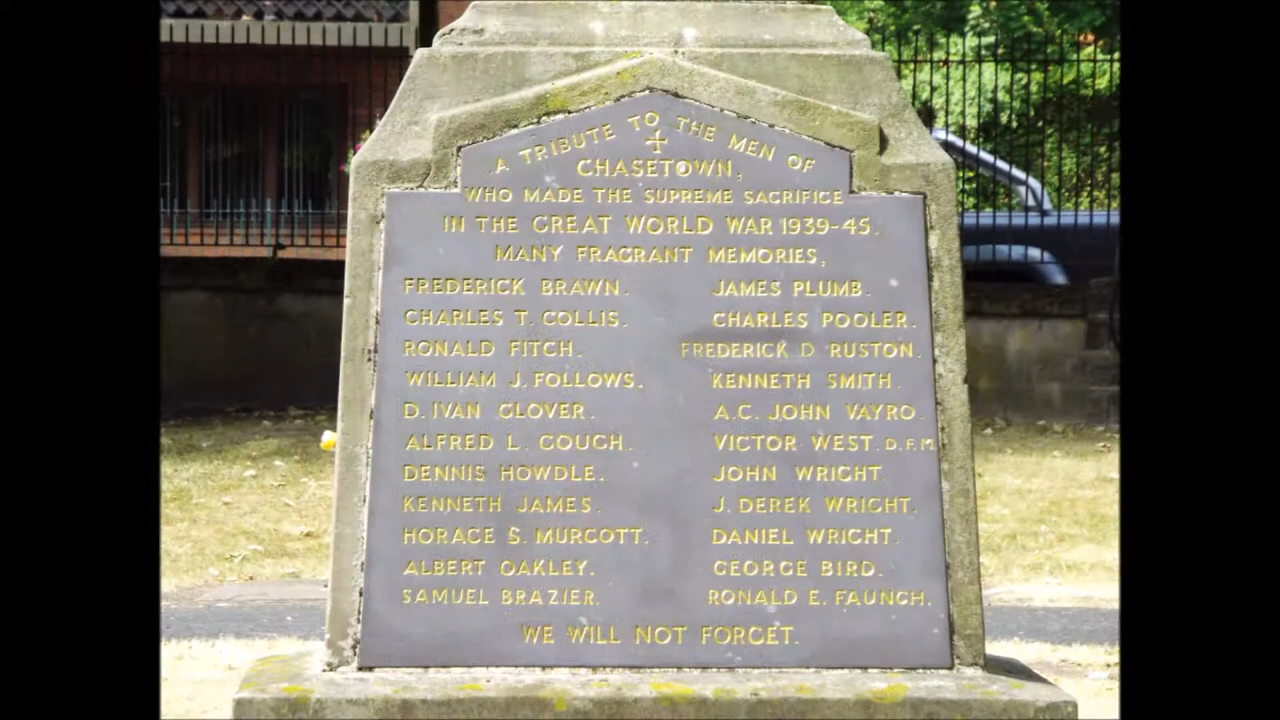 A TRIBUTE TO THE MEN OF
CHASETOWN,
WHO MADE THE SUPREME SACRIFICE
IN THE GREAT WORLD WAR 1939-45.
MANY FRAGRANT MEMORIES,
FREDERICK BRAWN. JAMES PLUMB.
CHARLES T. COLLIS. CHARLES POOLER.
RONALD FITCH. FREDERICK D RUSTON.
WILLIAM J. FOLLOWS. KENNETH SMITH.
D. IVAN GLOVER. A.C. JOHN VAYRO.
ALFRED L. GOUGH. VICTOR WEST. D.F.M.
DENNIS HOWDLE. JOHN WRIGHT.
KENNETH JAMES. J. DEREK WRIGHT.
HORACE S. MURCOTT. DANIEL WRIGHT.
ALBERT OAKLEY. GEORGE BIRD.
SAMUEL BRAZIER. RONALD E. FAUNCH.
WE WILL NOT FORGET.